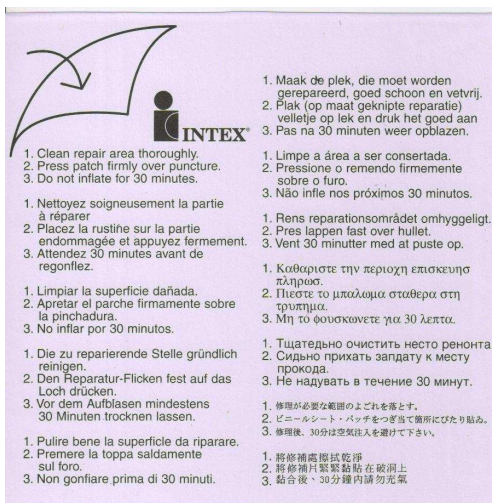 INTEX®
1. Clean repair area thoroughly.
2. Press patch firmly over puncture.
3. Do not inflate for 30 minutes.
1. Nettoyez soigneusement la partie
à réparer
2. Placez la rustine sur la partie
endommagée et appuyez fermement.
3. Attendez 30 minutes avant de
regonflez.
1. Limpiar la superficie dañada.
2. Apretar el parche firmamente sobre
la pinchadura.
3. No inflar por 30 minutos.
1. Die zu reparierende Stelle gründlich
reinigen.
2. Den Reparatur-Flicken fest auf das
Loch drücken.
3. Vor dem Aufblasen mindestens
30 Minuten trocknen lassen.
1. Pulire bene la superficle da riparare.
2. Premere la toppa saldamente
sul foro.
3. Non gonfiare prima di 30 minuti.
1. Maak de plek, die moet worden
gerepareerd, goed schoon en vetvrij.
2. Plak (op maat geknipte reparatie)
velletje op lek en druk het goed aan
3. Pas na 30 minuten weer opblazen.
1. Limpe a área a ser consertada.
2. Pressione o remendo firmemente
sobre o furo.
3. Não infle nos próximos 30 minutos.
1. Rens reparationsområdet omhyggeligt.
2. Pres lappen fast over hullet.
3. Vent 30 minutter med at puste op.
1. Καθαριστε την περιοχη επισκευησ
πληρωσ.
2. Πιεστε το μπαλωμα σταθερα στη
τρυπημα.
3. Μη τό φουσκωνετε για 30 λεπτα.
1. Тщательно очистить несто ренонта
2. Сидьно прихать запдату к месту
прокода.
3. Не надувать в течение 30 минут.
1. 修理が必要な範囲のよごれを落とす。
2. ビニールシート・パッチをつぎ当て箇所にぴたり貼る。
3. 修理後、30分は空気注入を避けて下さい。
1. 將修補處擦拭乾淨
2. 將修補片緊緊黏貼在破洞上
3. 黏合後、30分鐘內請勿充氣